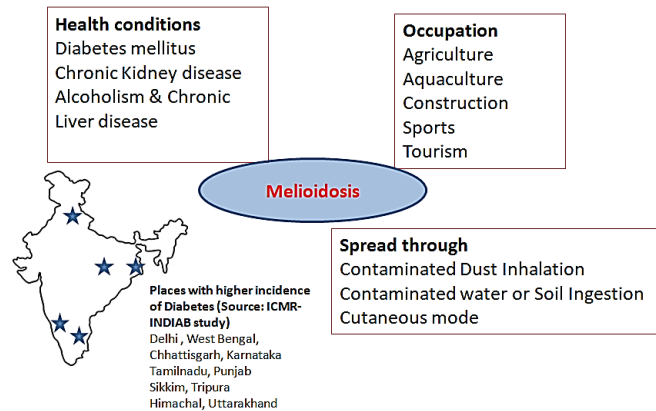 Health conditions
Diabetes mellitus
Chronic Kidney disease
Alcoholism & Chronic
Liver disease
Occupation
Agriculture
Aquaculture
Construction
Sports
Tourism
Melioidosis
Spread through
Contaminated Dust Inhalation
Contaminated water or Soil Ingestion
Cutaneous mode
Places with higher incidence
of Diabetes (Source: ICMR-
INDIAB study)
Delhi , West Bengal,
Chhattisgarh, Karnataka
Tamilnadu, Punjab
Sikkim, Tripura
Himachal, Uttarakhand